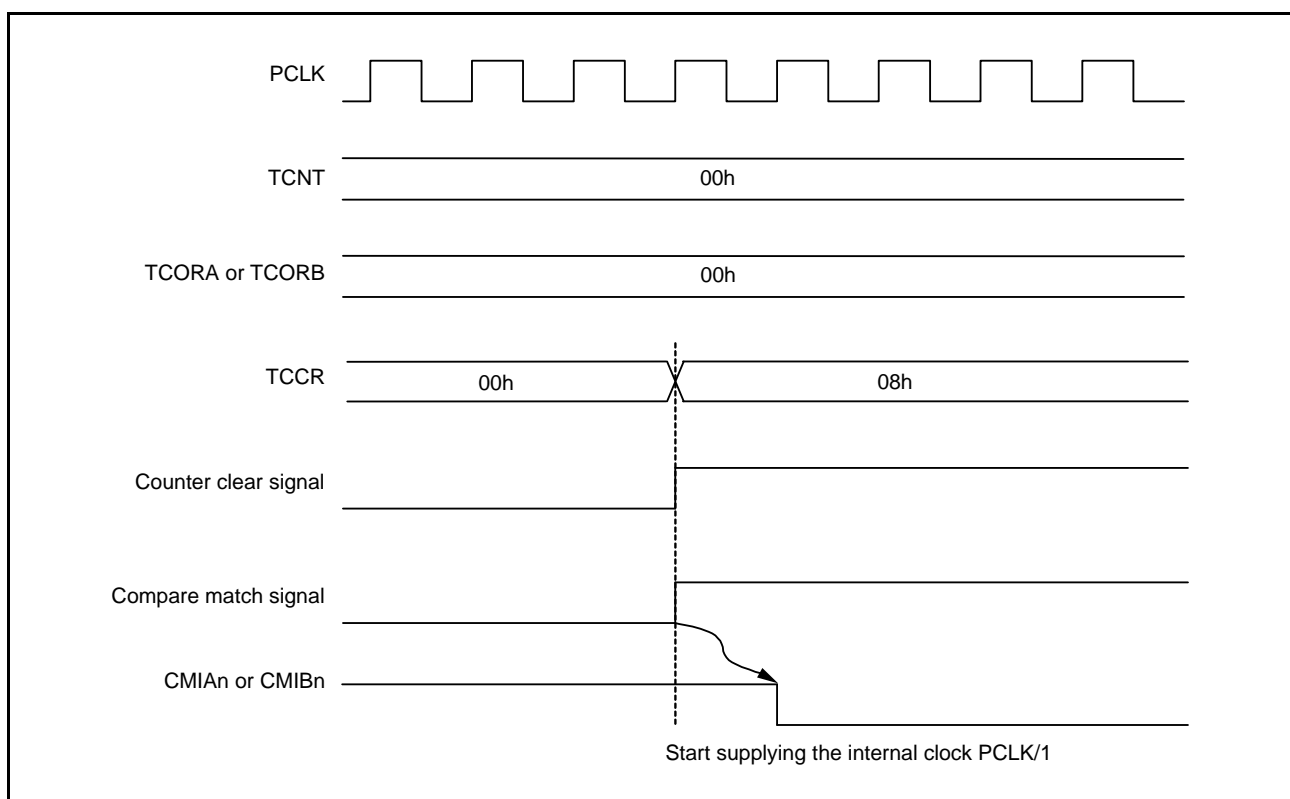 PCLK
TCNT
00h
TCORA or TCORB
00h
TCCR
00h 08h
Counter clear signal
Compare match signal
CMIAn or CMIBn
Start supplying the internal clock PCLK/1